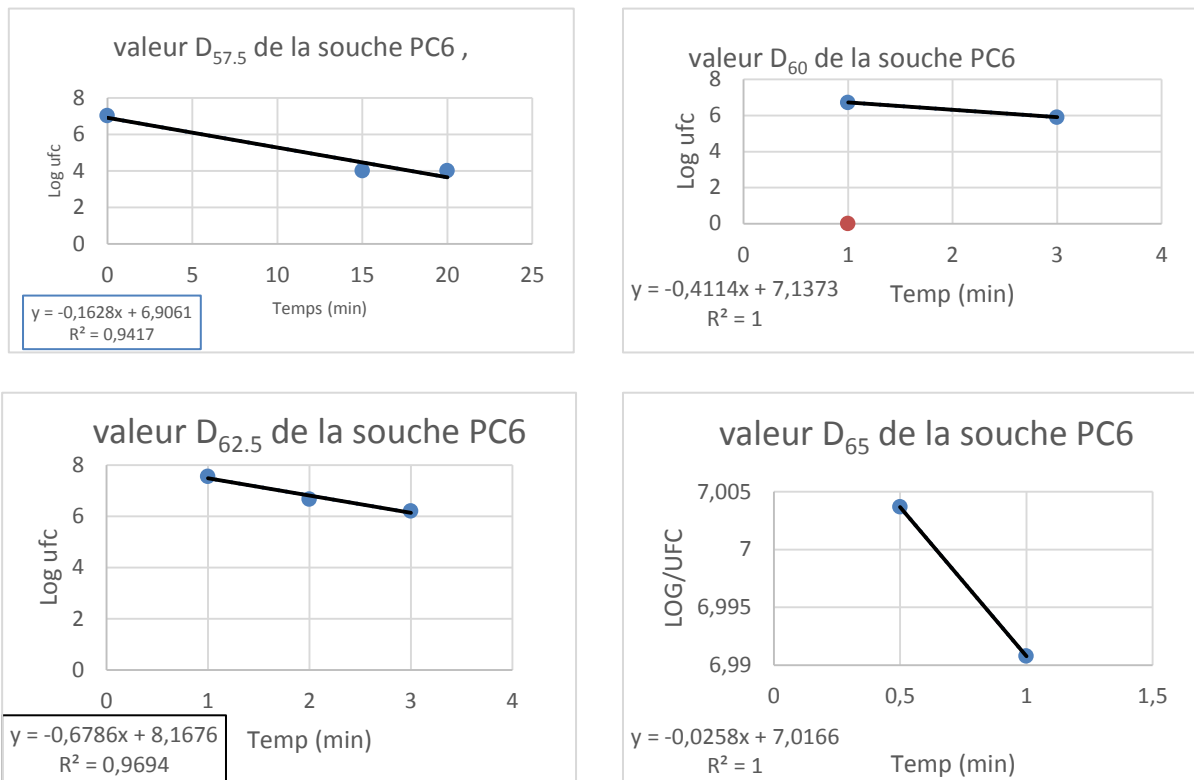 valeur D57.5 de la souche PC6 ,
8
6
4
2
0
Log ufc
0 5 10 15 20 25
Temps (min)
y = -0,1628x + 6,9061
R² = 0,9417
valeur D60 de la souche PC6
8
6
4
2
0
Log ufc
0 1 2 3 4
Temp (min)
y = -0,4114x + 7,1373
R² = 1
valeur D62.5 de la souche PC6
8
6
4
2
0
Log ufc
0 1 2 3 4
Temp (min)
y = -0,6786x + 8,1676
R² = 0,9694
valeur D65 de la souche PC6
7,005
7
6,995
6,99
LOG/UFC
0 0,5 1 1,5
Temp (min)
y = -0,0258x + 7,0166
R² = 1